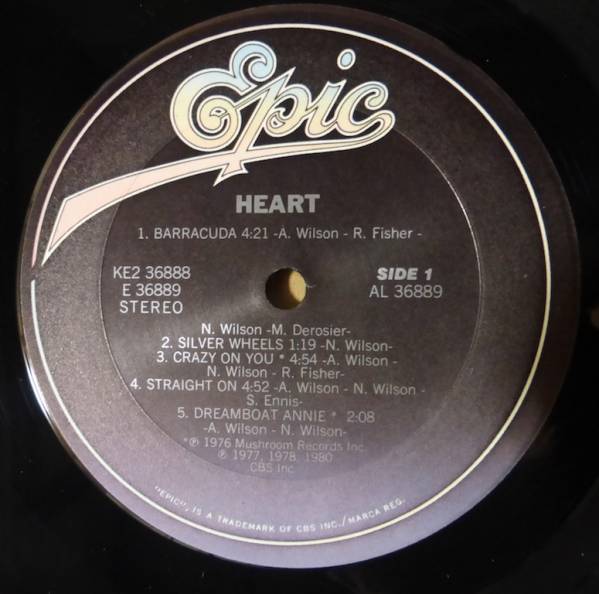 Epic
HEART
1. BARRACUDA 4:21 -A. Wilson - R. Fisher -
KE2 36888
E 36889
STEREO
SIDE 1
AL 36889
N. Wilson -M. Derosier-
2. SILVER WHEELS 1:19 -N. Wilson-
3. CRAZY ON YOU * 4:54 -A. Wilson -
N. Wilson - R. Fisher-
4. STRAIGHT ON 4:52 -A. Wilson - N. Wilson -
S. Ennis-
5. DREAMBOAT ANNIE * 2:08
-A. Wilson - N. Wilson-
*℗ 1976 Mushroom Records Inc.
℗ 1977, 1978, 1980
CBS Inc.
"EPIC", IS A TRADEMARK OF CBS INC./MARCA REG.